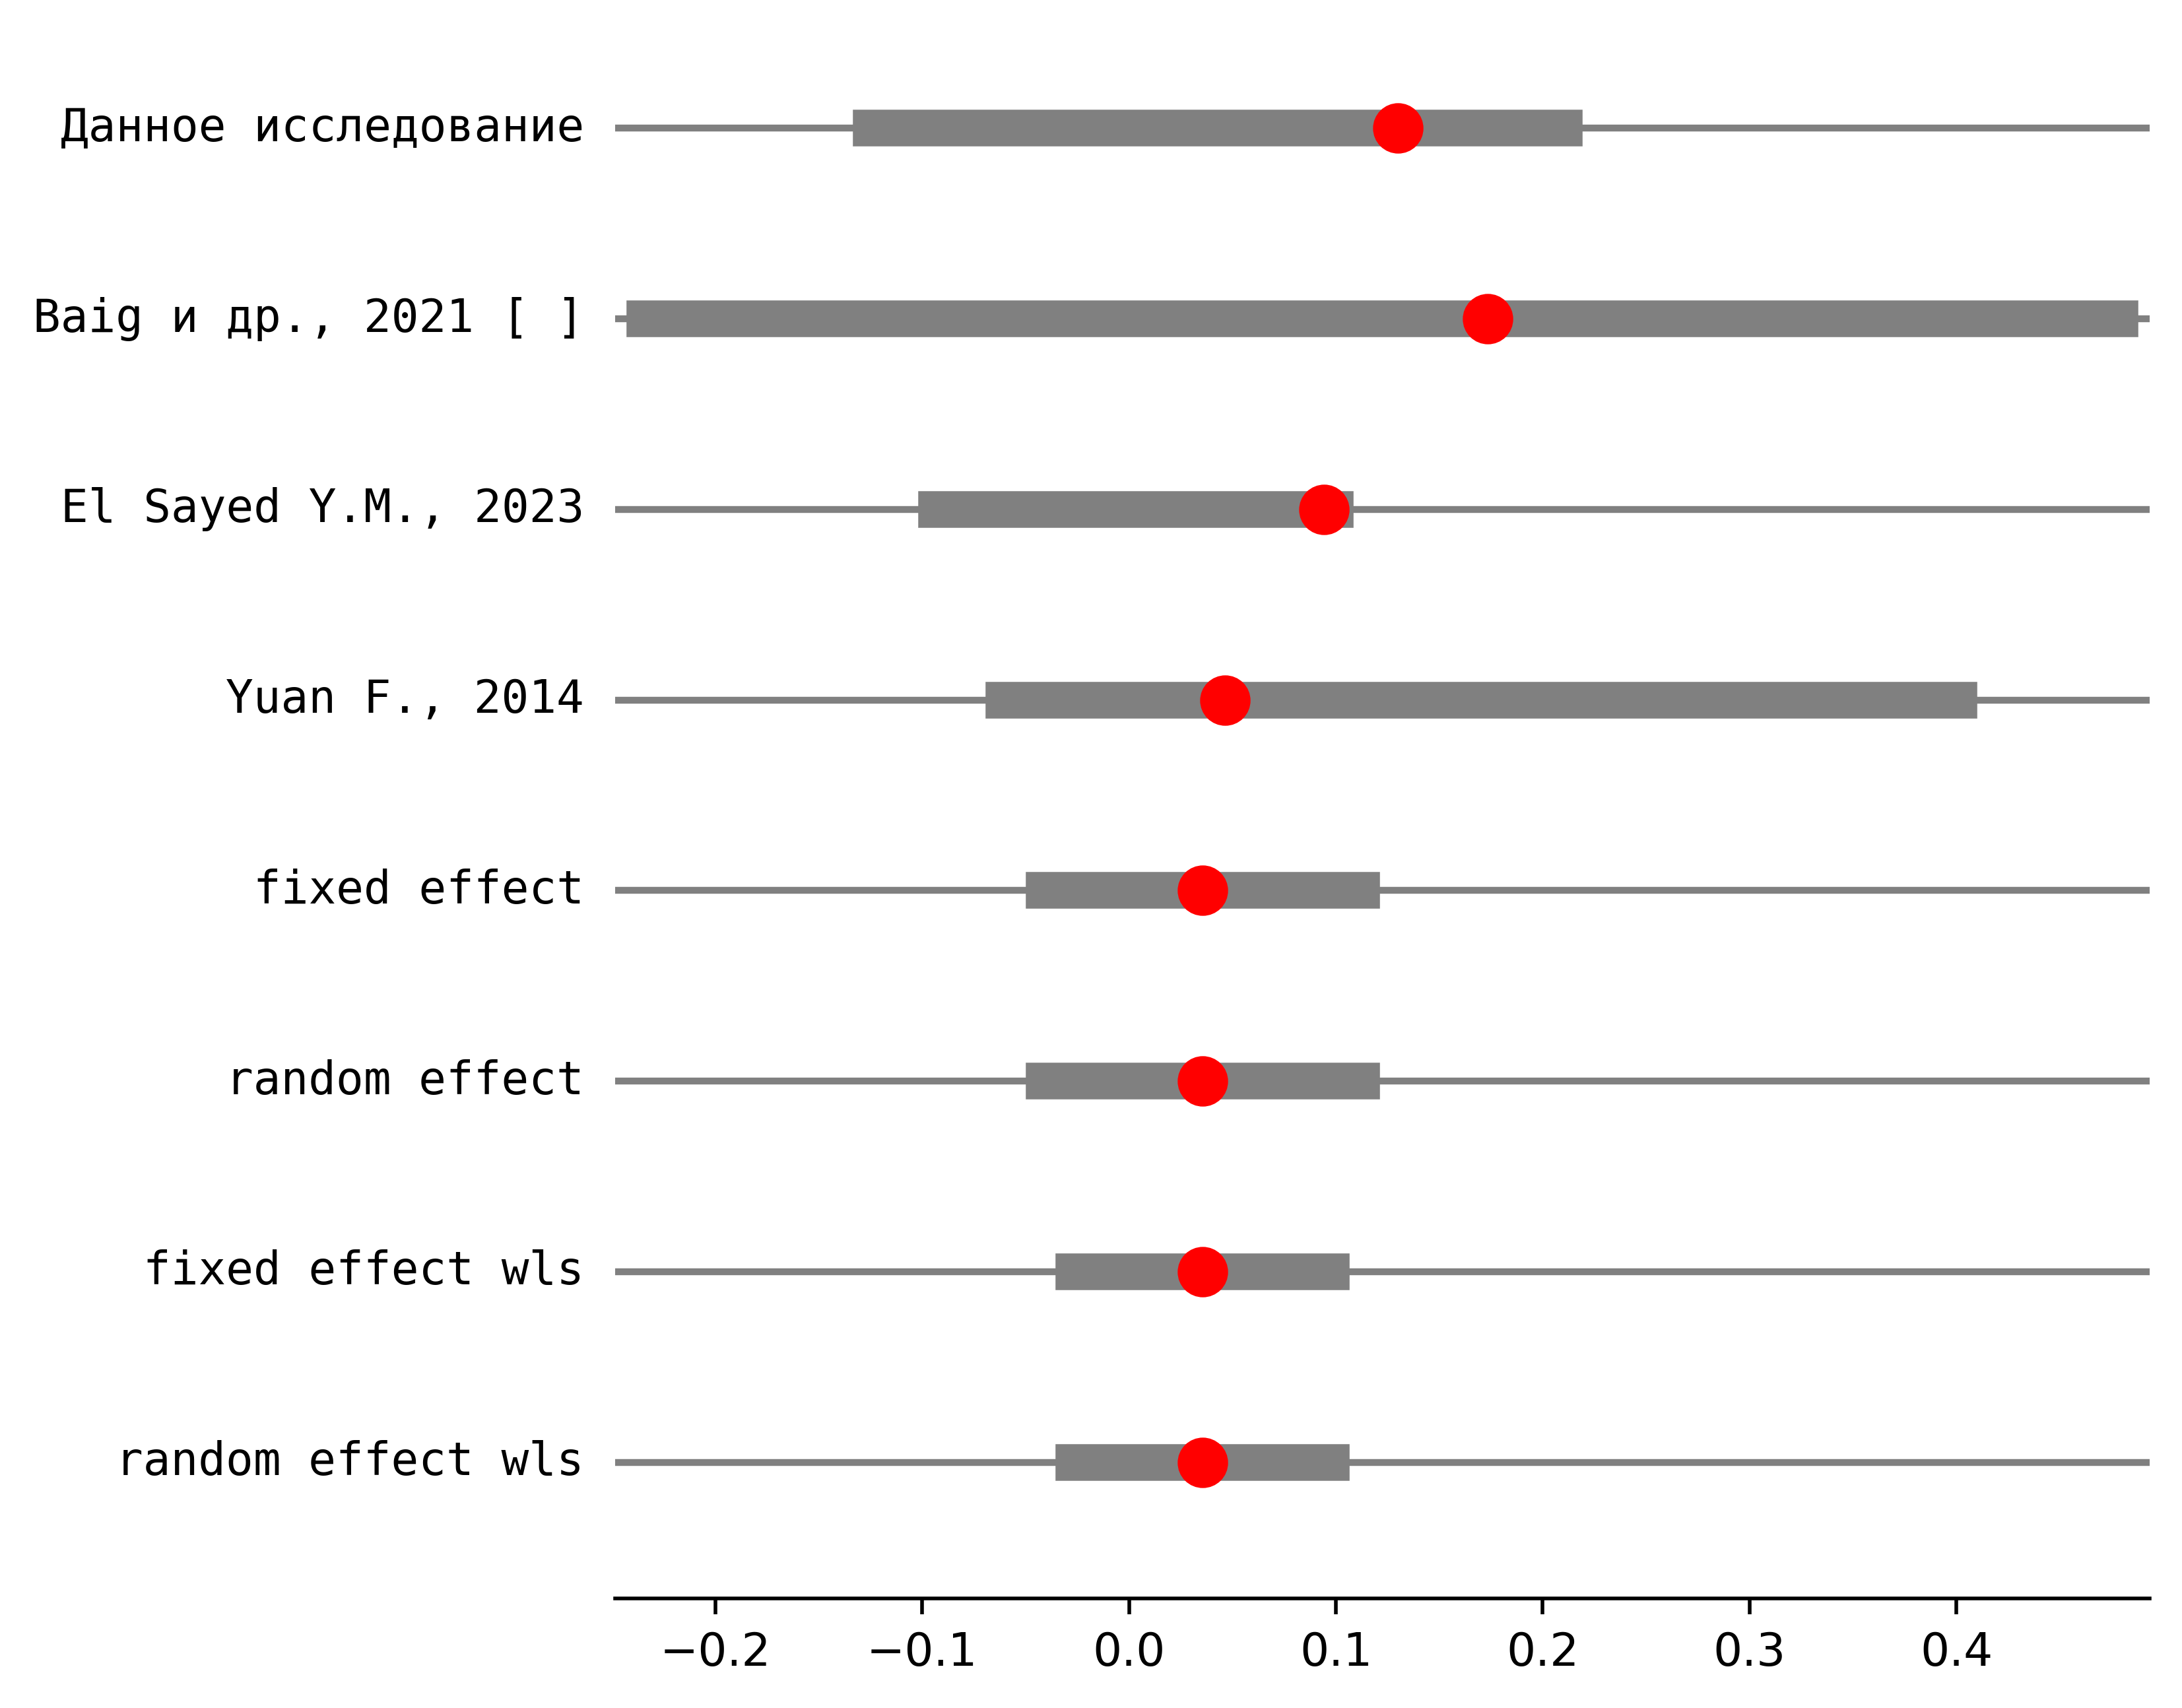 Данное исследование
Baig и др., 2021 [ ]
El Sayed Y.M., 2023
Yuan F., 2014
fixed effect
random effect
fixed effect wls
random effect wls
−0.2 −0.1 0.0 0.1 0.2 0.3 0.4